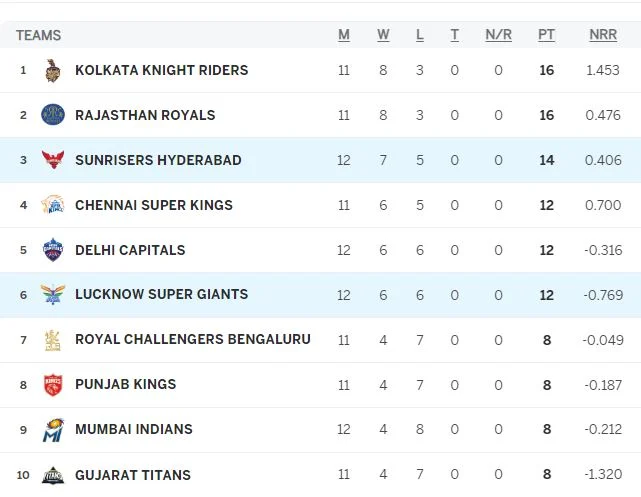 TEAMS M W L T N/R PT NRR
1 KOLKATA KNIGHT RIDERS 11 8 3 0 0 16 1.453
2 RAJASTHAN ROYALS 11 8 3 0 0 16 0.476
3 SUNRISERS HYDERABAD 12 7 5 0 0 14 0.406
4 CHENNAI SUPER KINGS 11 6 5 0 0 12 0.700
5 DELHI CAPITALS 12 6 6 0 0 12 -0.316
6 LUCKNOW SUPER GIANTS 12 6 6 0 0 12 -0.769
7 ROYAL CHALLENGERS BENGALURU 11 4 7 0 0 8 -0.049
8 PUNJAB KINGS 11 4 7 0 0 8 -0.187
9 MUMBAI INDIANS 12 4 8 0 0 8 -0.212
10 GUJARAT TITANS 11 4 7 0 0 8 -1.320